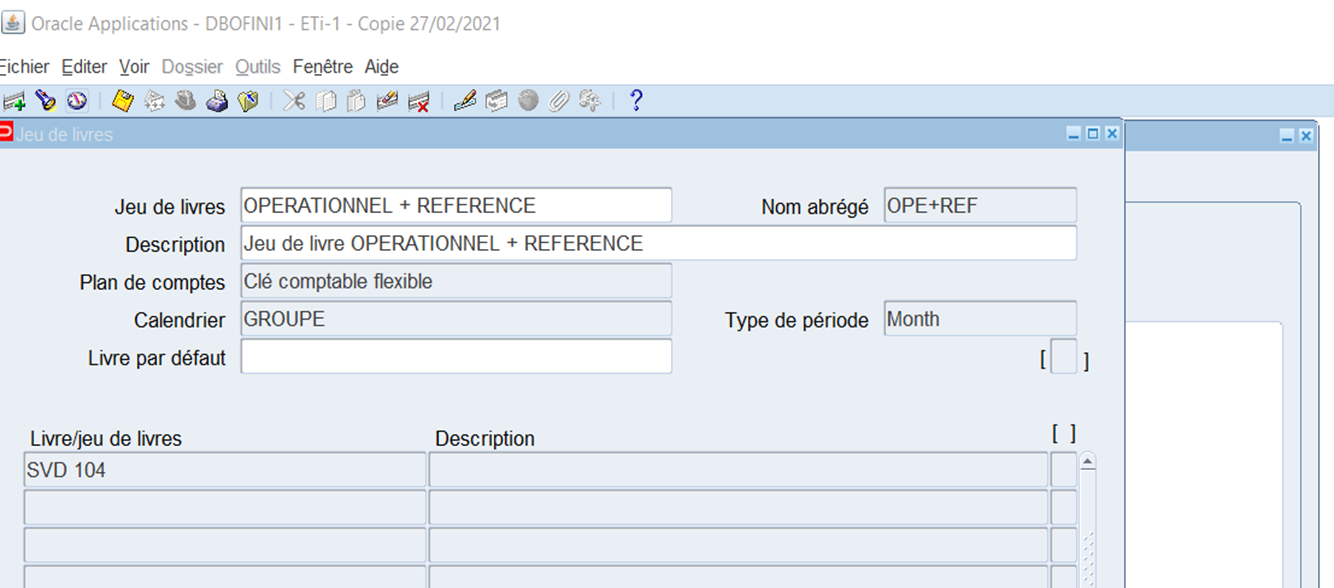 Oracle Applications - DBOFINI1 - ETi-1 - Copie 27/02/2021
Fichier Editer Voir Dossier Outils Fenêtre Aide
Jeu de livres
Jeu de livres OPERATIONNEL + REFERENCE Nom abrégé OPE+REF
Description Jeu de livre OPERATIONNEL + REFERENCE
Plan de comptes Clé comptable flexible
Calendrier GROUPE Type de période Month
Livre par défaut [ ]
Livre/jeu de livres Description [ ]
SVD 104